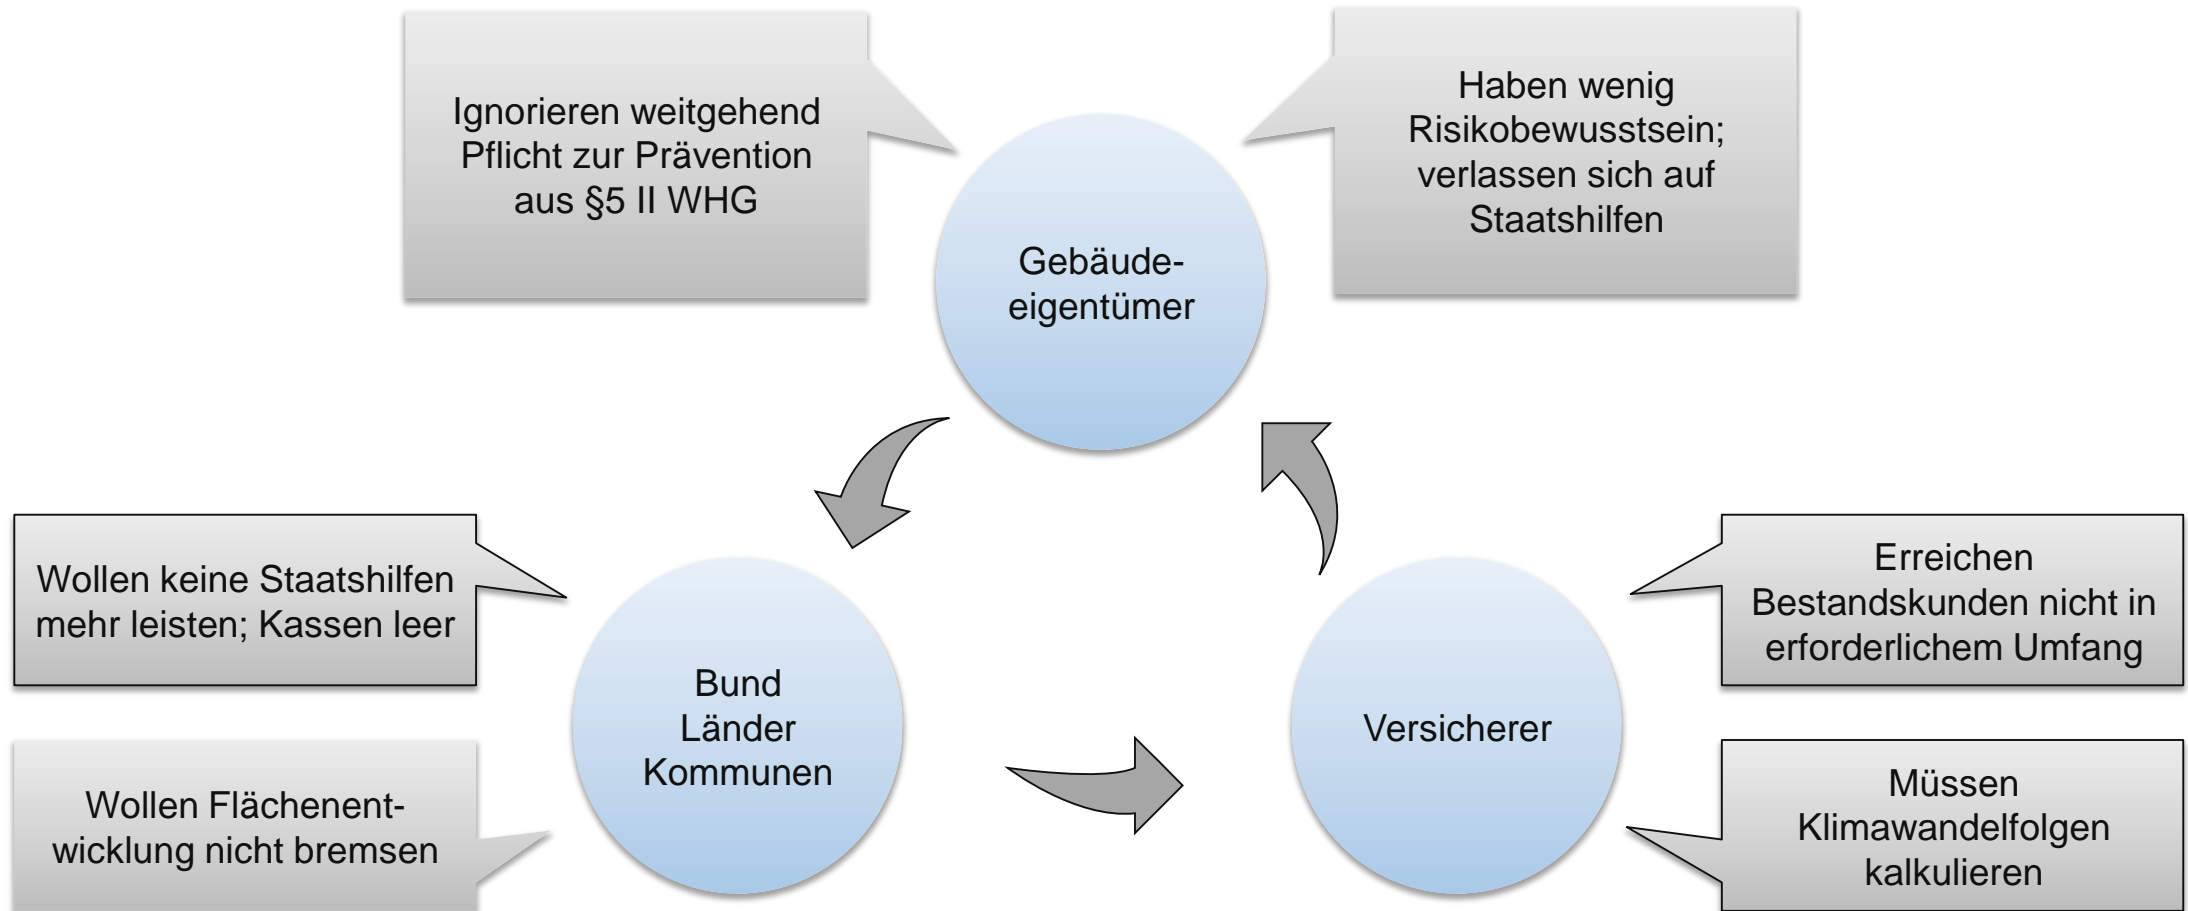 Ignorieren weitgehend
Pflicht zur Prävention
aus §5 II WHG
Haben wenig
Risikobewusstsein;
verlassen sich auf
Staatshilfen
Gebäude-
eigentümer
Wollen keine Staatshilfen
mehr leisten; Kassen leer
Wollen Flächenent-
wicklung nicht bremsen
Bund
Länder
Kommunen
Versicherer
Erreichen
Bestandskunden nicht in
erforderlichem Umfang
Müssen
Klimawandelfolgen
kalkulieren